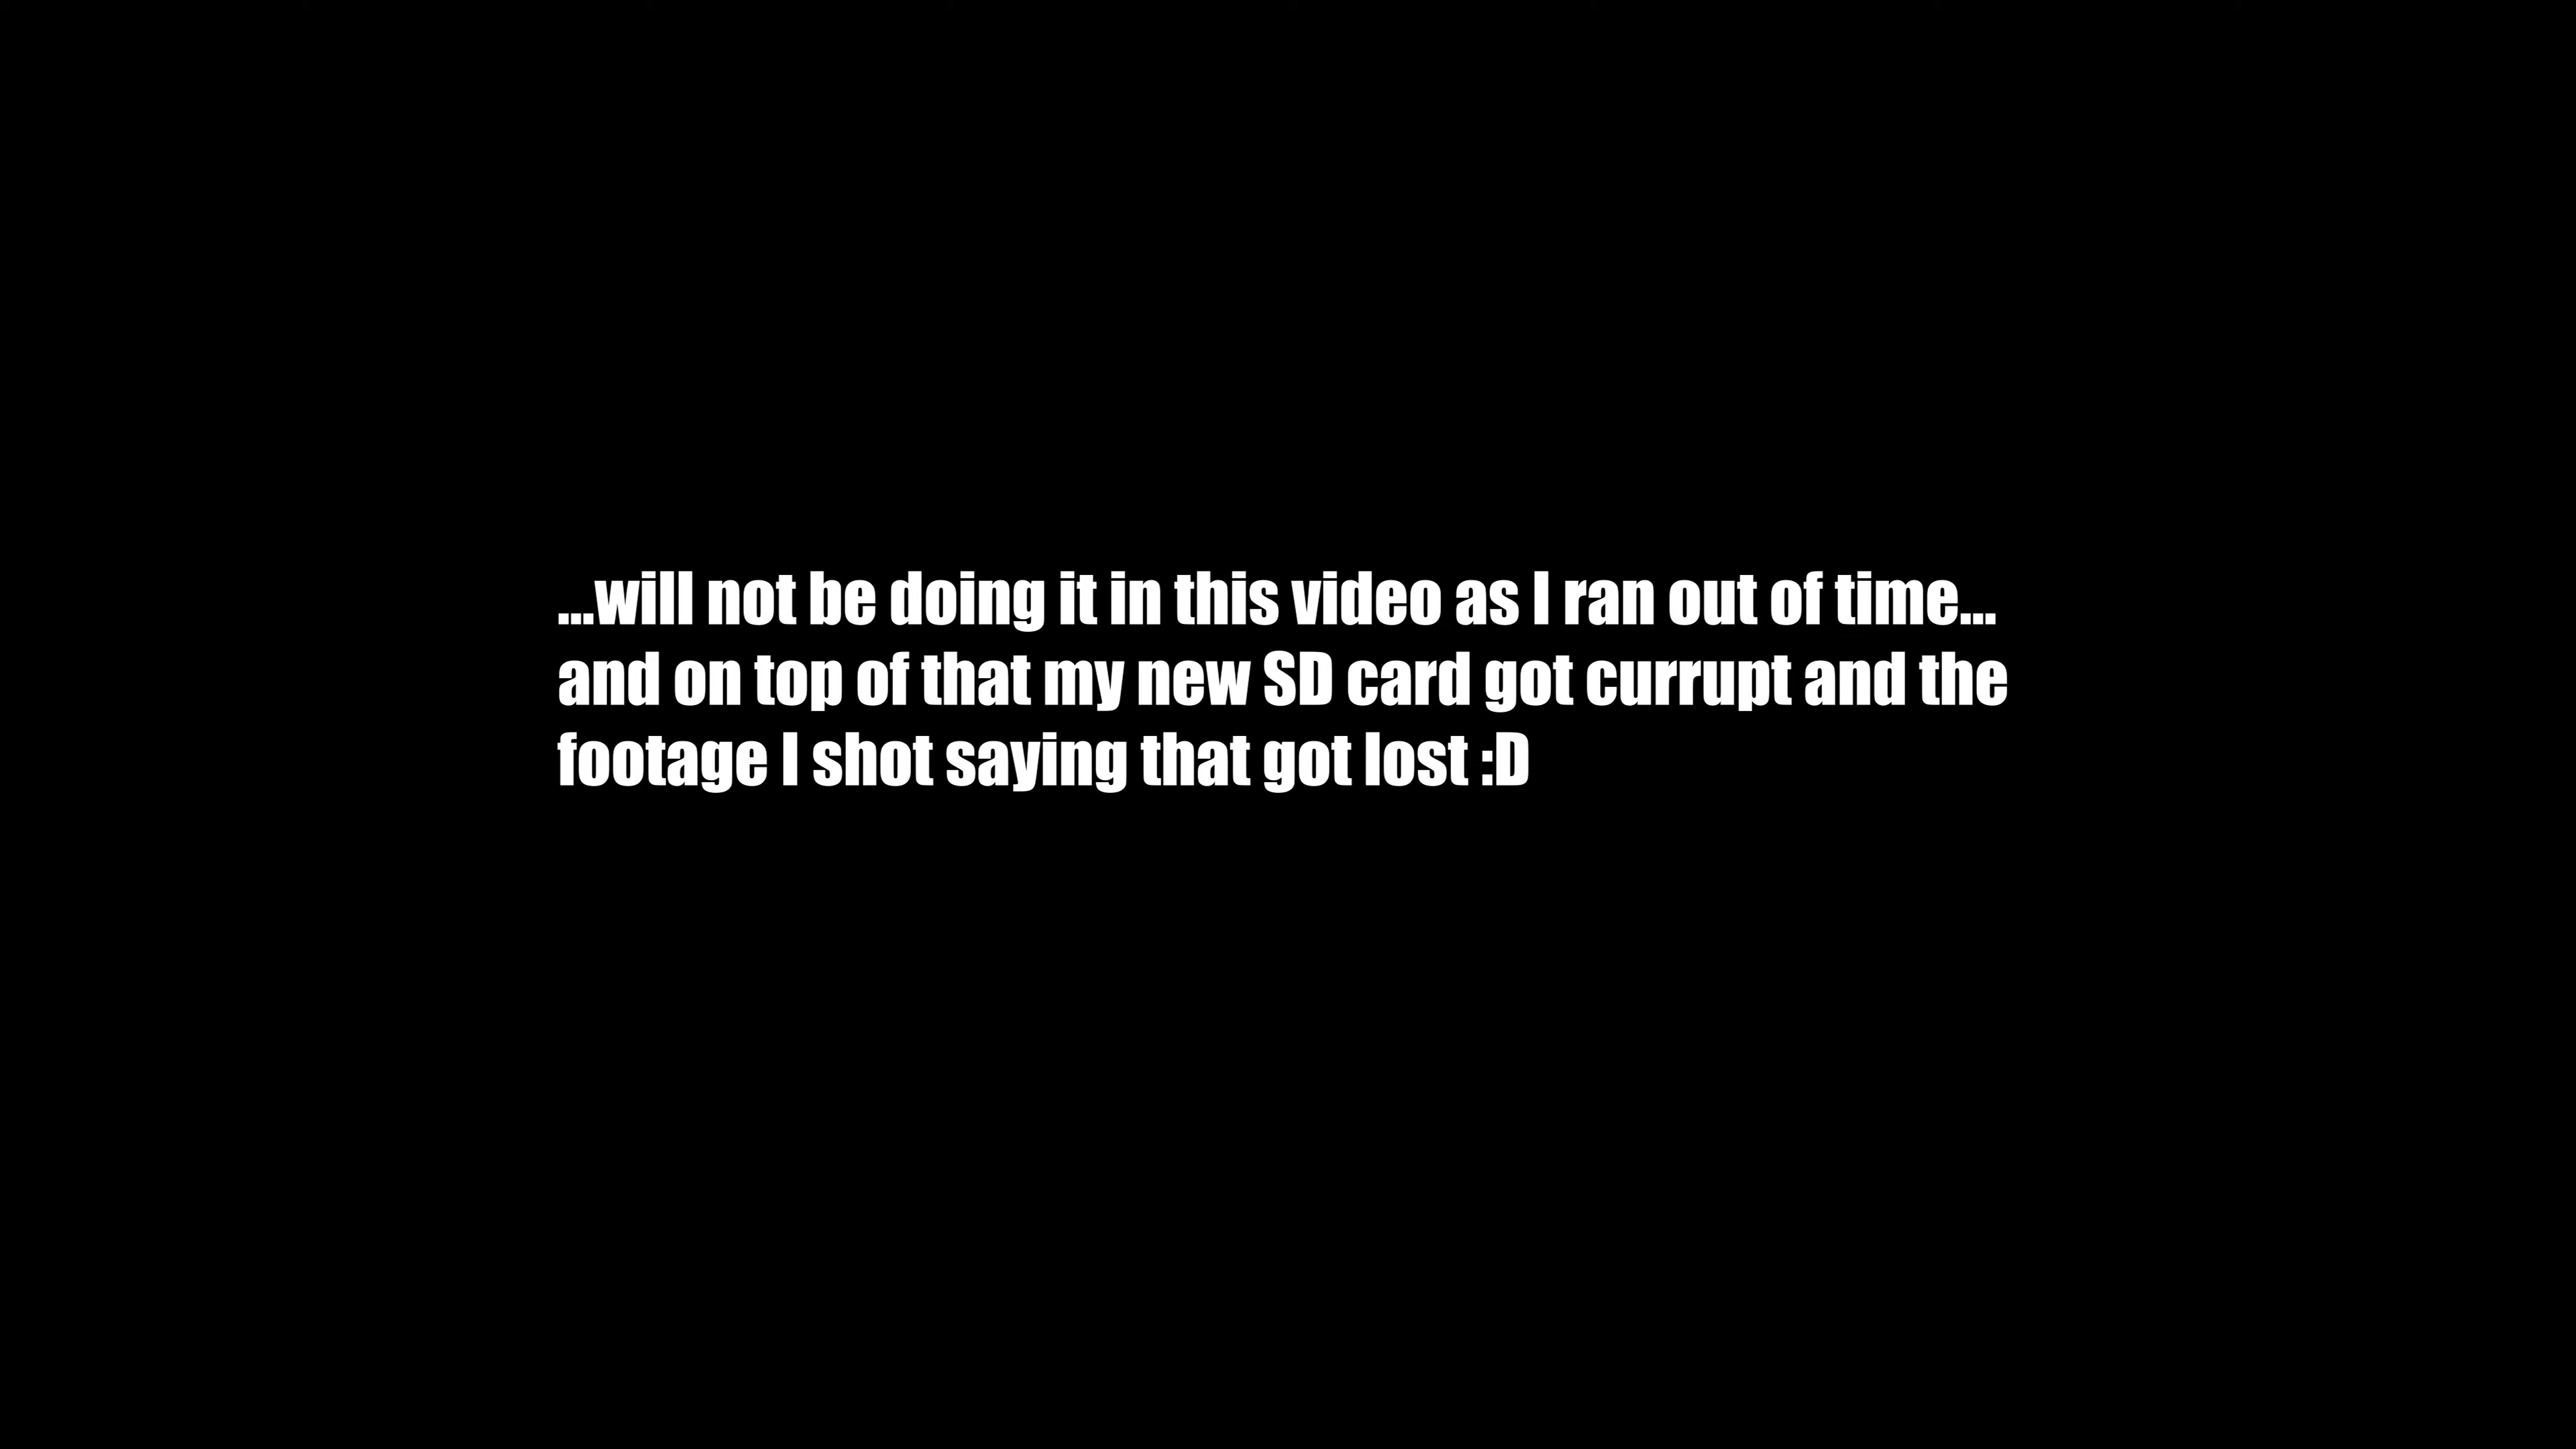 ...will not be doing it in this video as I ran out of time...
and on top of that my new SD card got currupt and the
footage I shot saying that got lost :D